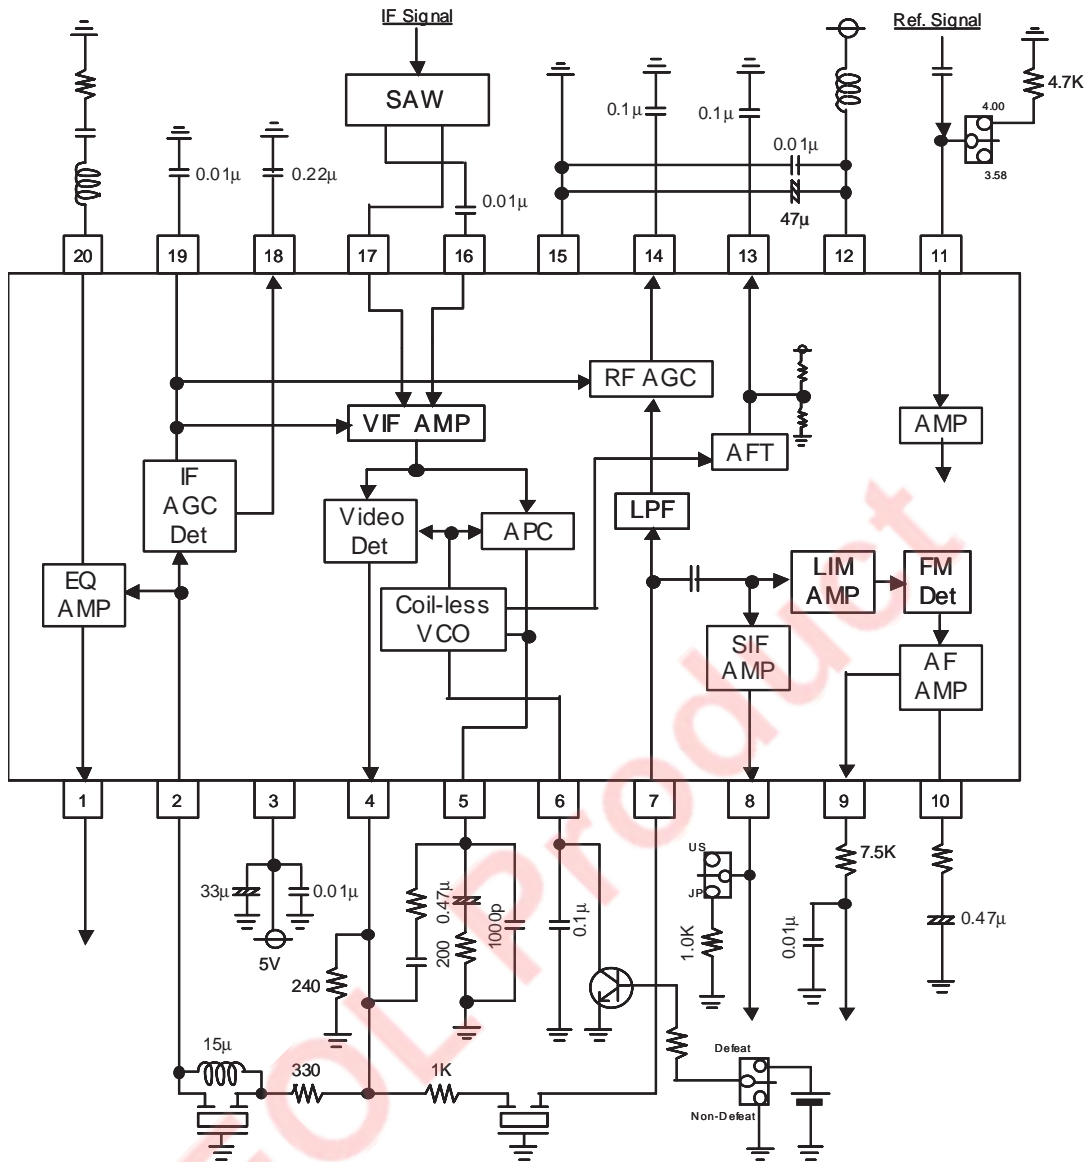 IF Signal
Ref. Signal
SAW
4.7K
4.00
3.58
0.1μ
0.1μ
0.01μ
0.01μ
0.22μ
0.01μ
47μ
20
19
18
17
16
15
14
13
12
11
RF AGC
VIF AMP
AMP
AFT
IF
AGC
Det
Video
Det
APC
LPF
EQ
AMP
Coil-less
VCO
LIM
AMP
FM
Det
SIF
AMP
AF
AMP
1
2
3
4
5
6
7
8
9
10
33μ
0.01μ
5V
240
0.47μ
200
1000p
0.1μ
US
JP
1.0K
7.5K
0.01μ
0.47μ
15μ
330
1K
Defeat
Non-Defeat
EOL Product